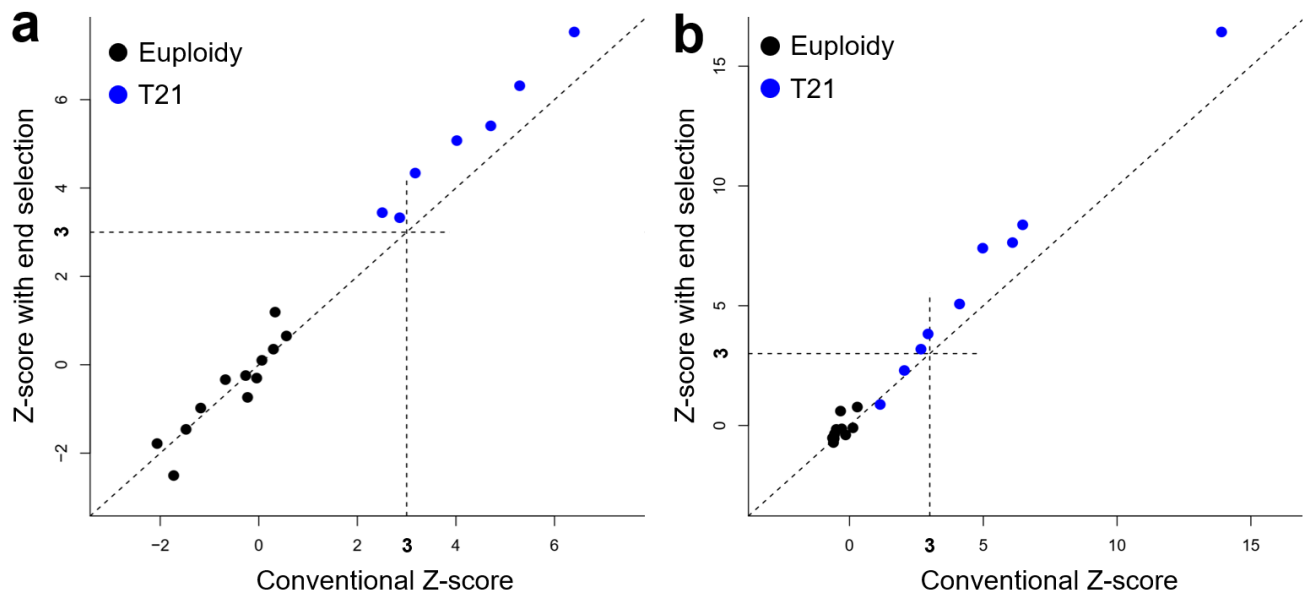 a
Euploidy
T21
Z-score with end selection
6
4
3
2
0
−2
−2
0
2
3
4
6
Conventional Z-score
b
Euploidy
T21
Z-score with end selection
15
10
5
3
0
0
3
5
10
15
Conventional Z-score